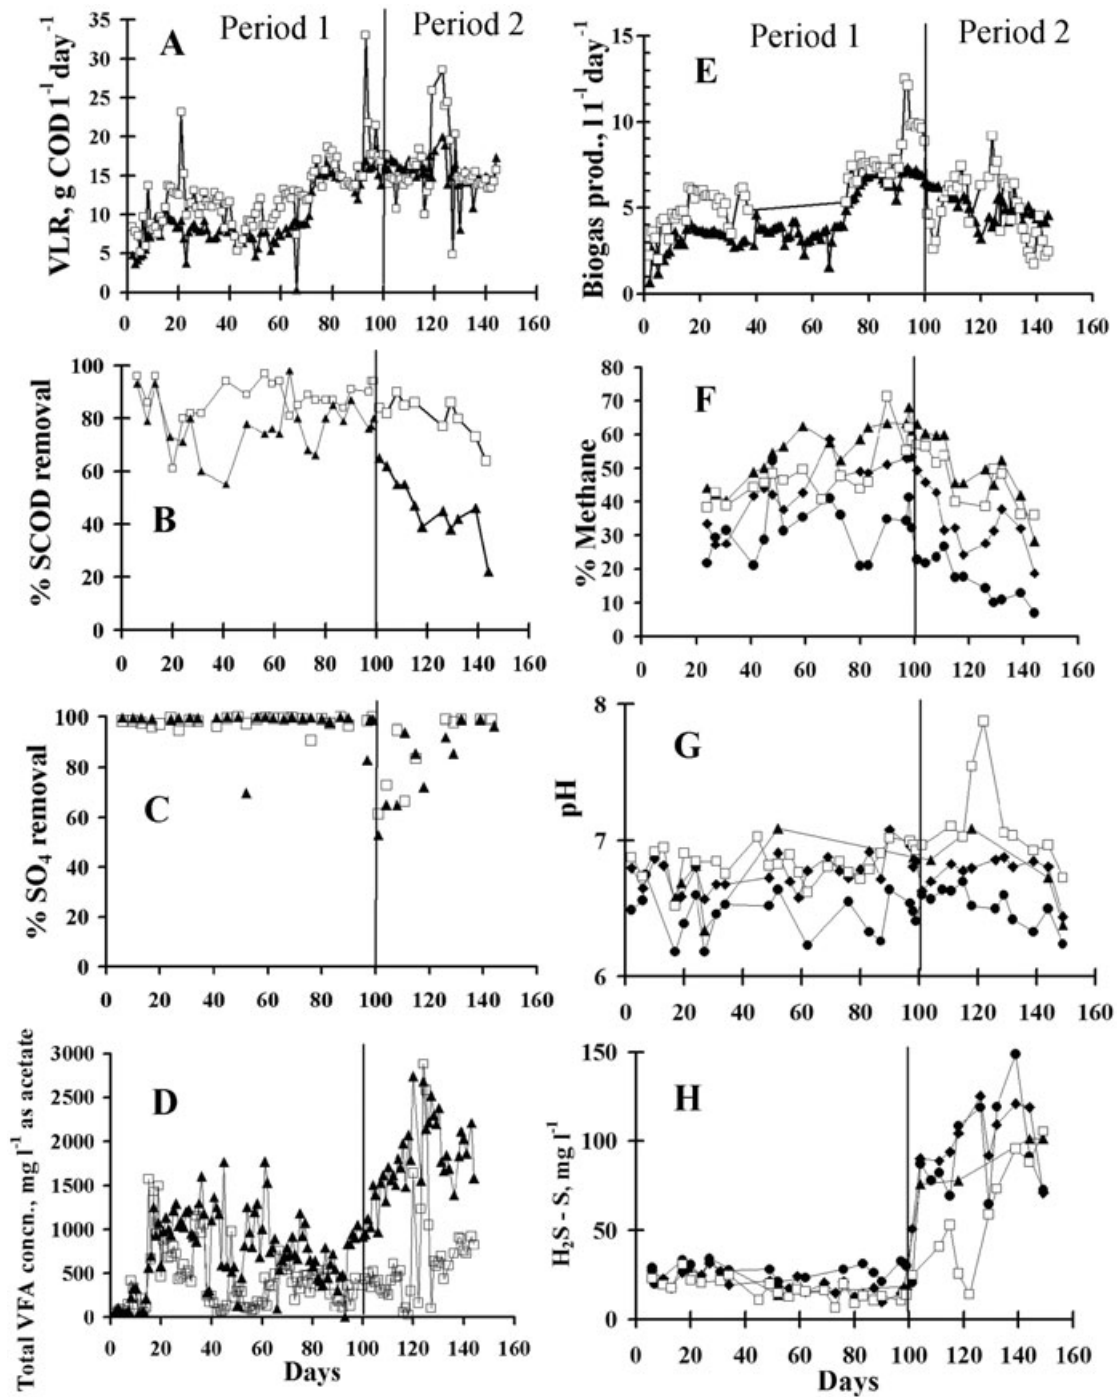 A
Period 1
Period 2
VLR, g COD l⁻¹ day⁻¹
35
30
25
20
15
10
5
0
0 20 40 60 80 100 120 140 160
E
Period 1
Period 2
Biogas prod., l l⁻¹ day⁻¹
15
10
5
0
0 20 40 60 80 100 120 140 160
B
% SCOD removal
100
80
60
40
20
0
0 20 40 60 80 100 120 140 160
F
% Methane
80
70
60
50
40
30
20
10
0
0 20 40 60 80 100 120 140 160
C
% SO₄ removal
100
80
60
40
20
0
0 20 40 60 80 100 120 140 160
G
pH
8
7
6
0 20 40 60 80 100 120 140 160
D
Total VFA concn., mg l⁻¹ as acetate
3000
2500
2000
1500
1000
500
0
0 20 40 60 80 100 120 140 160
Days
H
H₂S - S, mg l⁻¹
150
100
50
0
0 20 40 60 80 100 120 140 160
Days